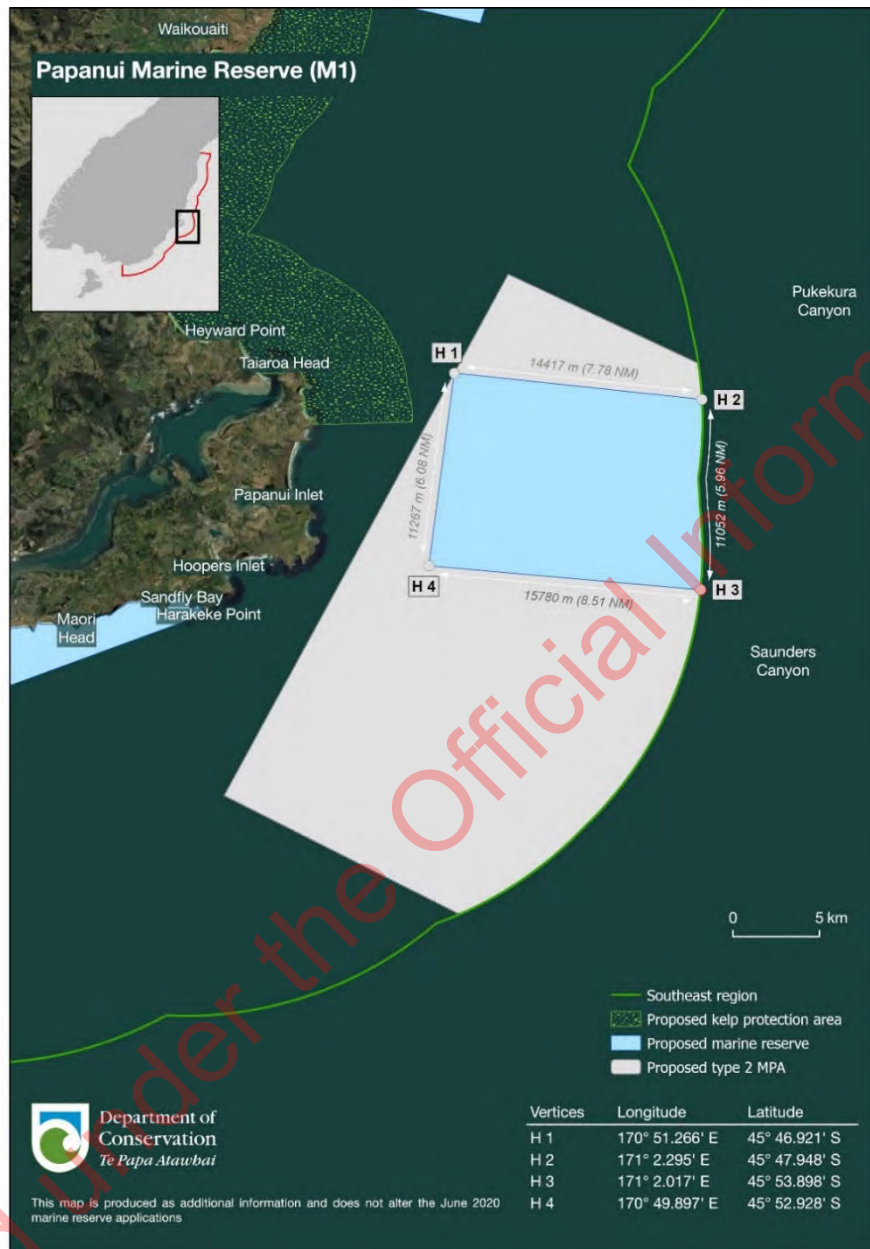 Waikouaiti
Papanui Marine Reserve (M1)
Pukekura
Canyon
Heyward Point
Taiaroa Head
H 1
14417 m (7.78 NM)
H 2
11267 m (6.08 NM)
11052 m (5.96 NM)
Papanui Inlet
Hoopers Inlet
H 4
15780 m (8.51 NM)
H 3
Sandfly Bay
Harakeke Point
Maori
Head
Saunders
Canyon
0 5 km
Southeast region
Proposed kelp protection area
Proposed marine reserve
Proposed type 2 MPA
Department of
Conservation
Te Papa Atawhai
This map is produced as additional information and does not alter the June 2020
marine reserve applications
Vertices Longitude Latitude
H 1 170° 51.266' E 45° 46.921' S
H 2 171° 2.295' E 45° 47.948' S
H 3 171° 2.017' E 45° 53.898' S
H 4 170° 49.897' E 45° 52.928' S
under the Official Inform